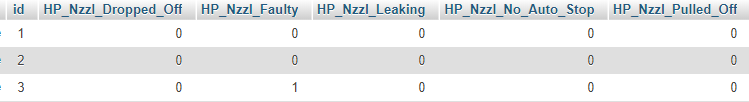 id HP_Nzzl_Dropped_Off HP_Nzzl_Faulty HP_Nzzl_Leaking HP_Nzzl_No_Auto_Stop HP_Nzzl_Pulled_Off
1 0 0 0 0 0
2 0 0 0 0 0
3 0 1 0 0 0